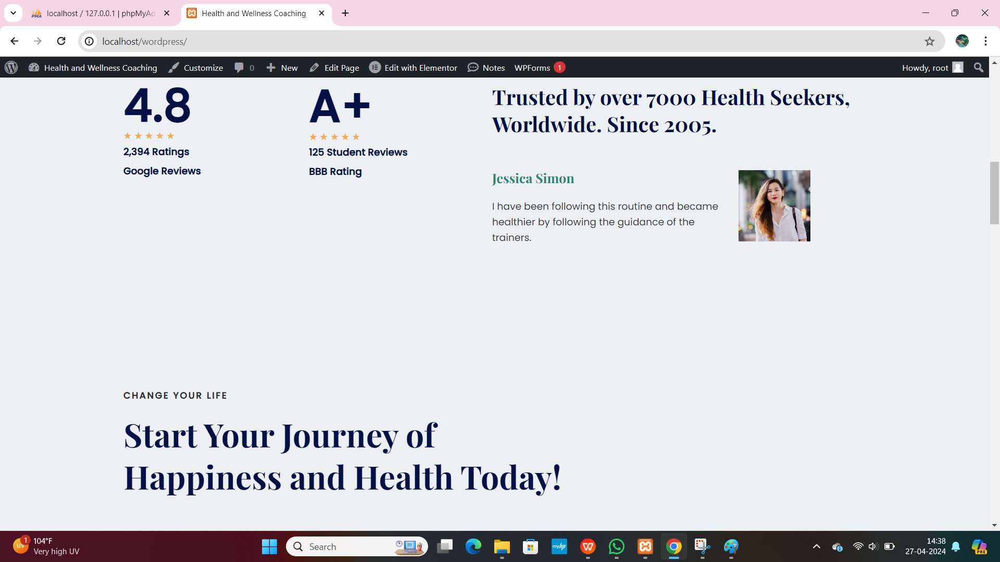 localhost / 127.0.0.1 | phpMyAd
Health and Wellness Coaching
localhost/wordpress/
Health and Wellness Coaching
Customize
0
New
Edit Page
Edit with Elementor
Notes
WPForms 1
Howdy, root
4.8
★★★★★
2,394 Ratings
Google Reviews
A+
★★★★★
125 Student Reviews
BBB Rating
Trusted by over 7000 Health Seekers,
Worldwide. Since 2005.
Jessica Simon
I have been following this routine and became
healthier by following the guidance of the
trainers.
CHANGE YOUR LIFE
Start Your Journey of
Happiness and Health Today!
UV 1
104°F
Very high UV
Search
myhp
14:38
27-04-2024
PRE